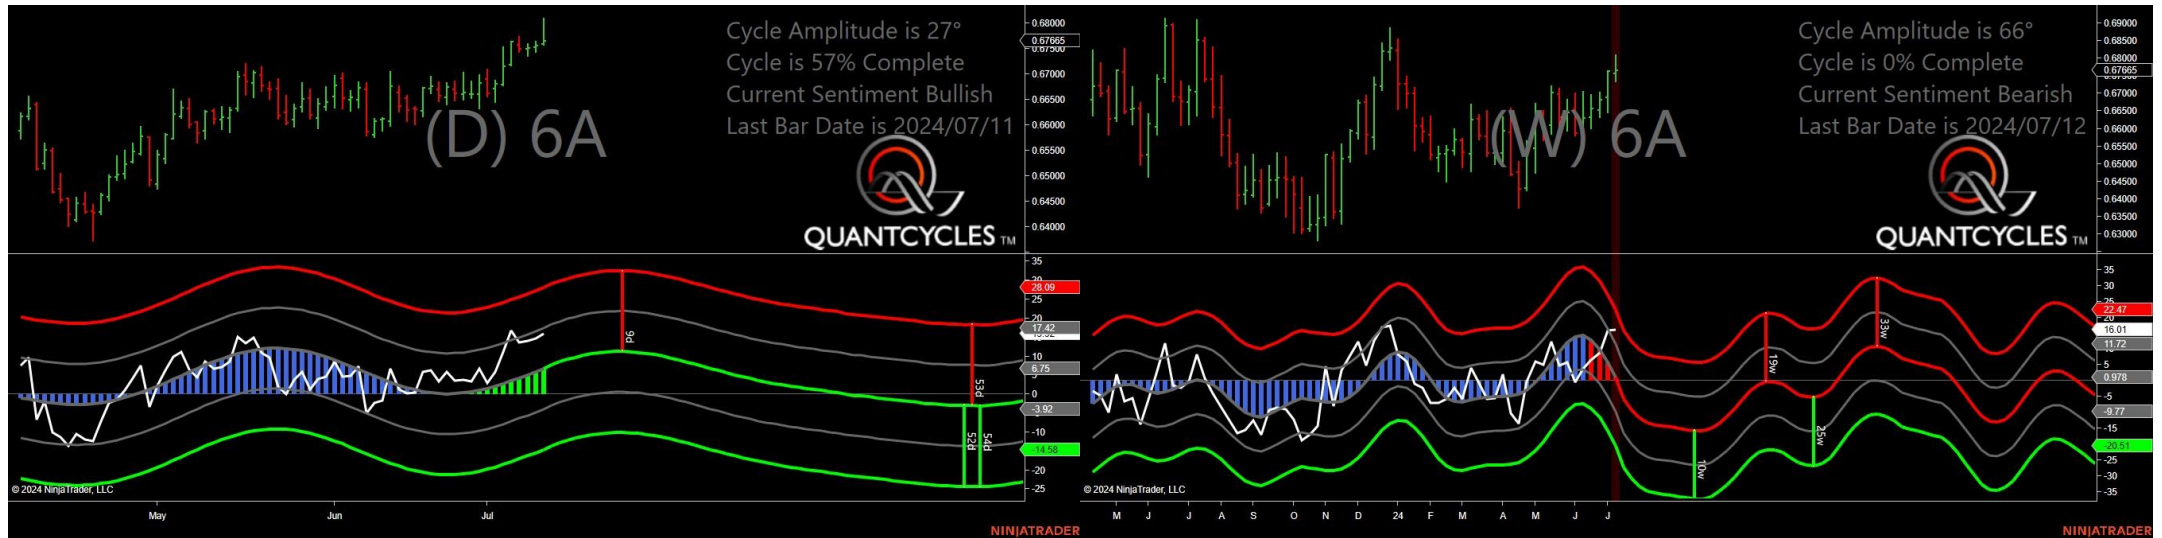 Cycle Amplitude is 27°
Cycle is 57% Complete
Current Sentiment Bullish
Last Bar Date is 2024/07/11
(D) 6A
QUANTCYCLES TM
0.68000
0.67665
0.67500
0.67000
0.66500
0.66000
0.65500
0.65000
0.64500
0.64000
35
28.09
25
20
17.42
10
6.75
5
0
-3.92
-10
-14.58
-20
-25
9d
53d
52d
54d
© 2024 NinjaTrader, LLC
May
Jun
Jul
NINJATRADER
Cycle Amplitude is 66°
Cycle is 0% Complete
Current Sentiment Bearish
Last Bar Date is 2024/07/12
(W) 6A
QUANTCYCLES TM
0.69000
0.68500
0.68000
0.67665
0.67000
0.66500
0.66000
0.65500
0.65000
0.64500
0.64000
0.63500
0.63000
35
30
25
22.47
20
16.01
11.72
0.978
-5
-9.77
-15
-20.51
-25
-30
-35
10w
19w
25w
33w
© 2024 NinjaTrader, LLC
M J J A S O N D 24 F M A M J J
NINJATRADER